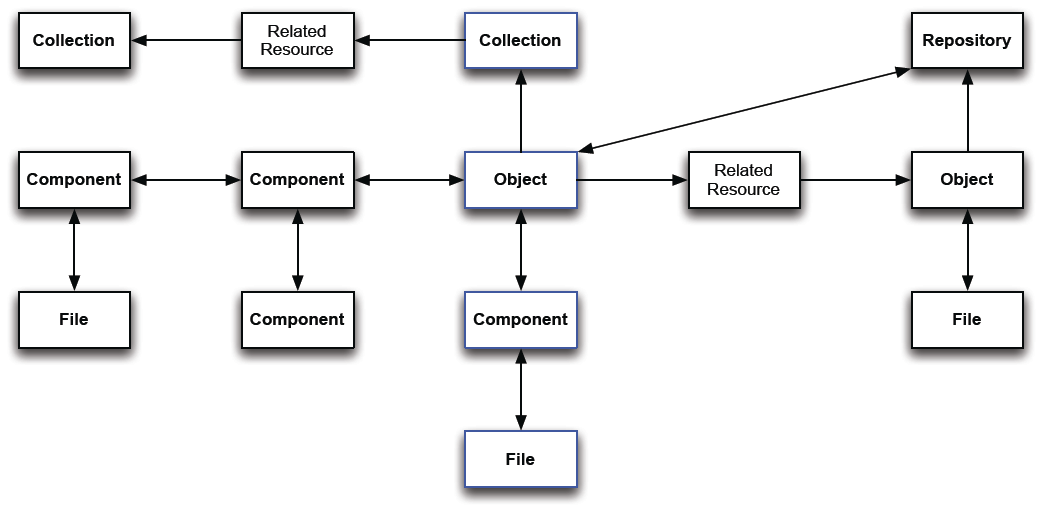 Collection
Related
Resource
Collection
Repository
Component
Component
Object
Related
Resource
Object
File
Component
Component
File
File